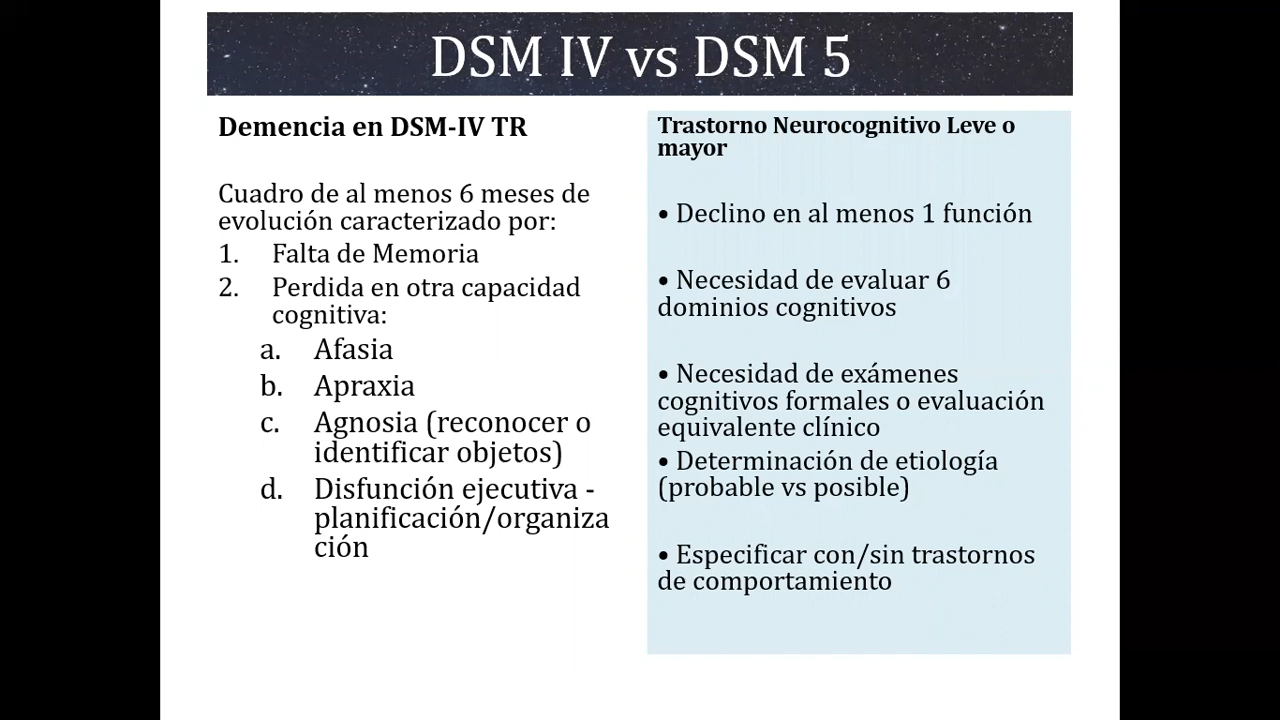 DSM IV vs DSM 5
Demencia en DSM-IV TR
Cuadro de al menos 6 meses de
evolución caracterizado por:
1. Falta de Memoria
2. Perdida en otra capacidad
cognitiva:
a. Afasia
b. Apraxia
c. Agnosia (reconocer o
identificar objetos)
d. Disfunción ejecutiva -
planificación/organiza
ción
Trastorno Neurocognitivo Leve o
mayor
• Declino en al menos 1 función
• Necesidad de evaluar 6
dominios cognitivos
• Necesidad de exámenes
cognitivos formales o evaluación
equivalente clínico
• Determinación de etiología
(probable vs posible)
• Especificar con/sin trastornos
de comportamiento